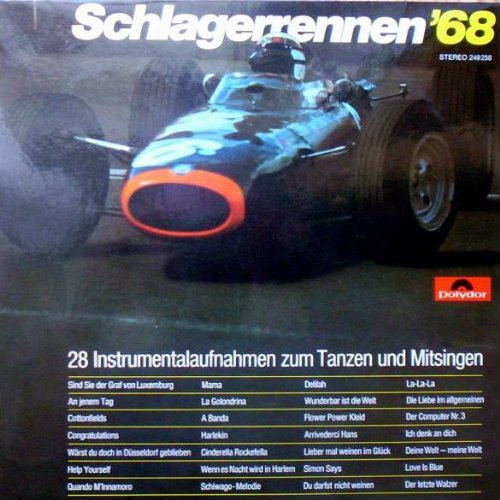 Schlagerrennen '68
STEREO 249258
Polydor
28 Instrumentalaufnahmen zum Tanzen und Mitsingen
Sind Sie der Graf von Luxemburg Mama Delilah La-La-La
An jenem Tag La Golondrina Wunderbar ist die Welt Die Liebe im allgemeinen
Cottonfields A Banda Flower Power Kleid Der Computer Nr. 3
Congratulations Harlekin Arrivederci Hans Ich denk an dich
Wärst du doch in Düsseldorf geblieben Cinderella Rockefella Lieber mal weinen im Glück Deine Welt – meine Welt
Help Yourself Wenn es Nacht wird in Harlem Simon Says Love Is Blue
Quando M'Innamoro Schiwago-Melodie Du darfst nicht weinen Der letzte Walzer